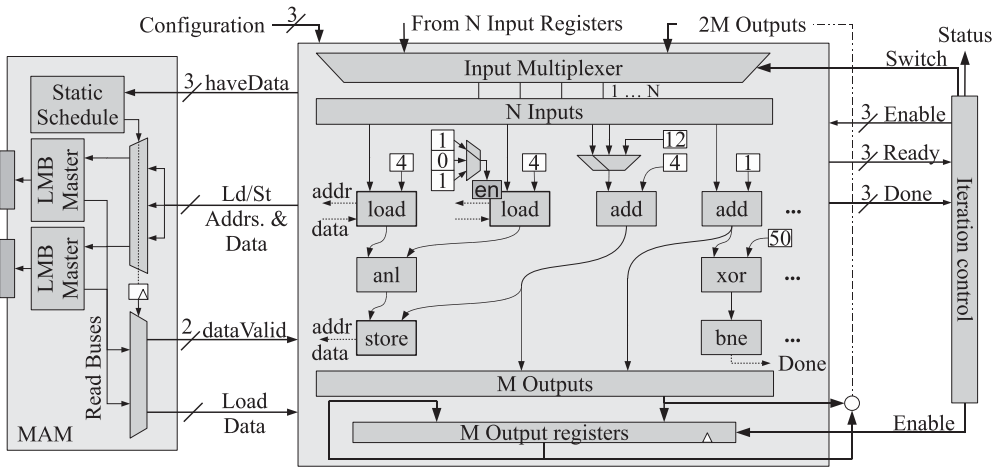 Configuration
3
From N Input Registers
2M Outputs
Status
Input Multiplexer
Switch
Static
Schedule
3
haveData
1 ... N
N Inputs
3
Enable
LMB
Master
1
0
1
12
4
4
4
1
3
Ready
en
addr
load
load
add
add
...
data
Ld/St
Addrs. &
Data
3
Done
LMB
Master
50
anl
xor
...
Iteration control
addr
store
data
bne
...
Done
2
dataValid
Read Buses
M Outputs
Load
Data
MAM
M Output registers
Enable